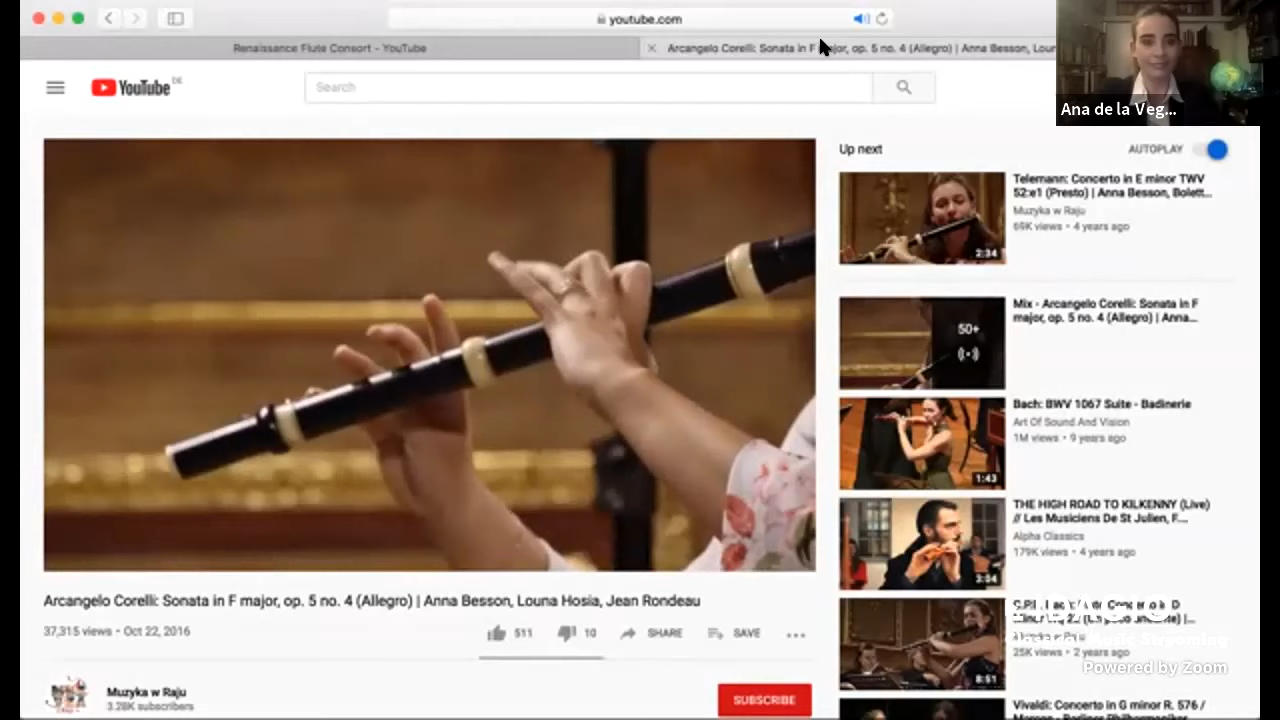 youtube.com
Renaissance Flute Consort - YouTube
Arcangelo Corelli: Sonata in F major, op. 5 no. 4 (Allegro) | Anna Besson, Loun
Ana de la Veg...
YouTube DE
Search
Up next
AUTOPLAY
Telemann: Concerto in E minor TWV
52:e1 (Presto) | Anna Besson, Bolett...
Muzyka w Raju
69K views • 4 years ago
2:34
Mix - Arcangelo Corelli: Sonata in F
major, op. 5 no. 4 (Allegro) | Anna...
50+
Bach: BWV 1067 Suite - Badinerie
Art Of Sound And Vision
1M views • 9 years ago
1:43
THE HIGH ROAD TO KILKENNY (Live)
// Les Musiciens De St Julien, F....
Alpha Classics
179K views • 4 years ago
3:04
25K views • 2 years ago
8:51
Powered by Zoom
Vivaldi: Concerto in G minor R. 576 /
Arcangelo Corelli: Sonata in F major, op. 5 no. 4 (Allegro) | Anna Besson, Louna Hosia, Jean Rondeau
37,315 views • Oct 22, 2016
511
10
SHARE
SAVE
Muzyka w Raju
3.28K subscribers
SUBSCRIBE